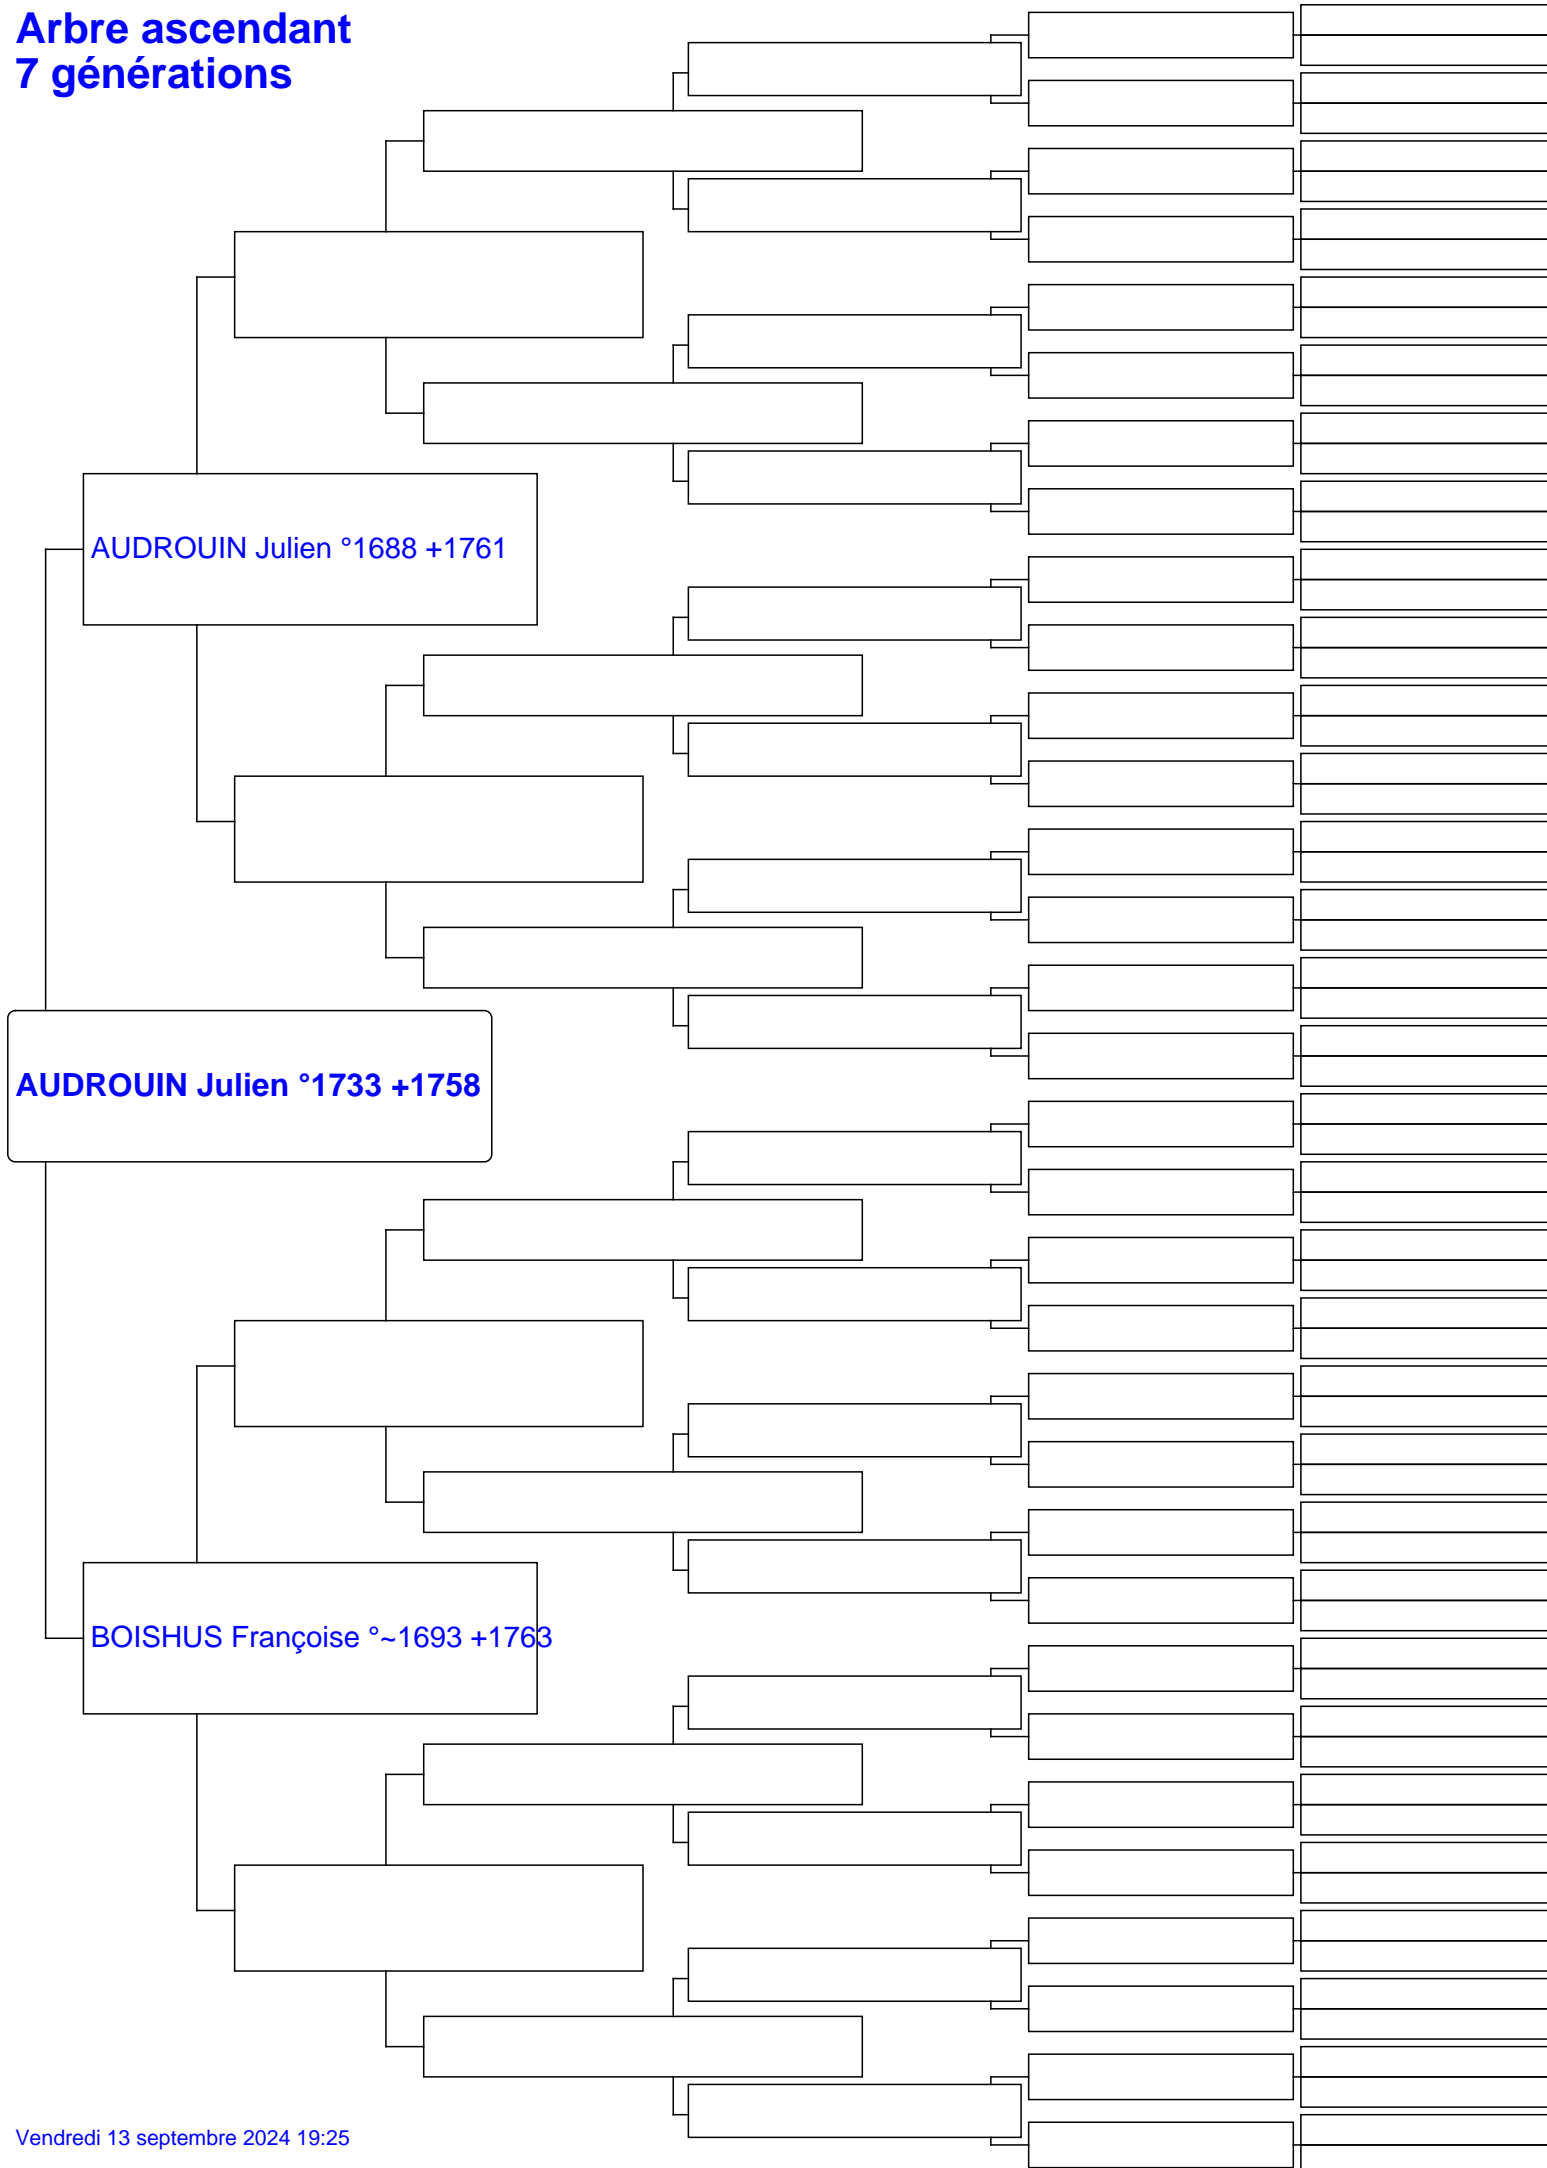 Arbre ascendant
7 générations
AUDROUIN Julien °1688 +1761
AUDROUIN Julien °1733 +1758
BOISHUS Françoise °~1693 +1763
Vendredi 13 septembre 2024 19:25